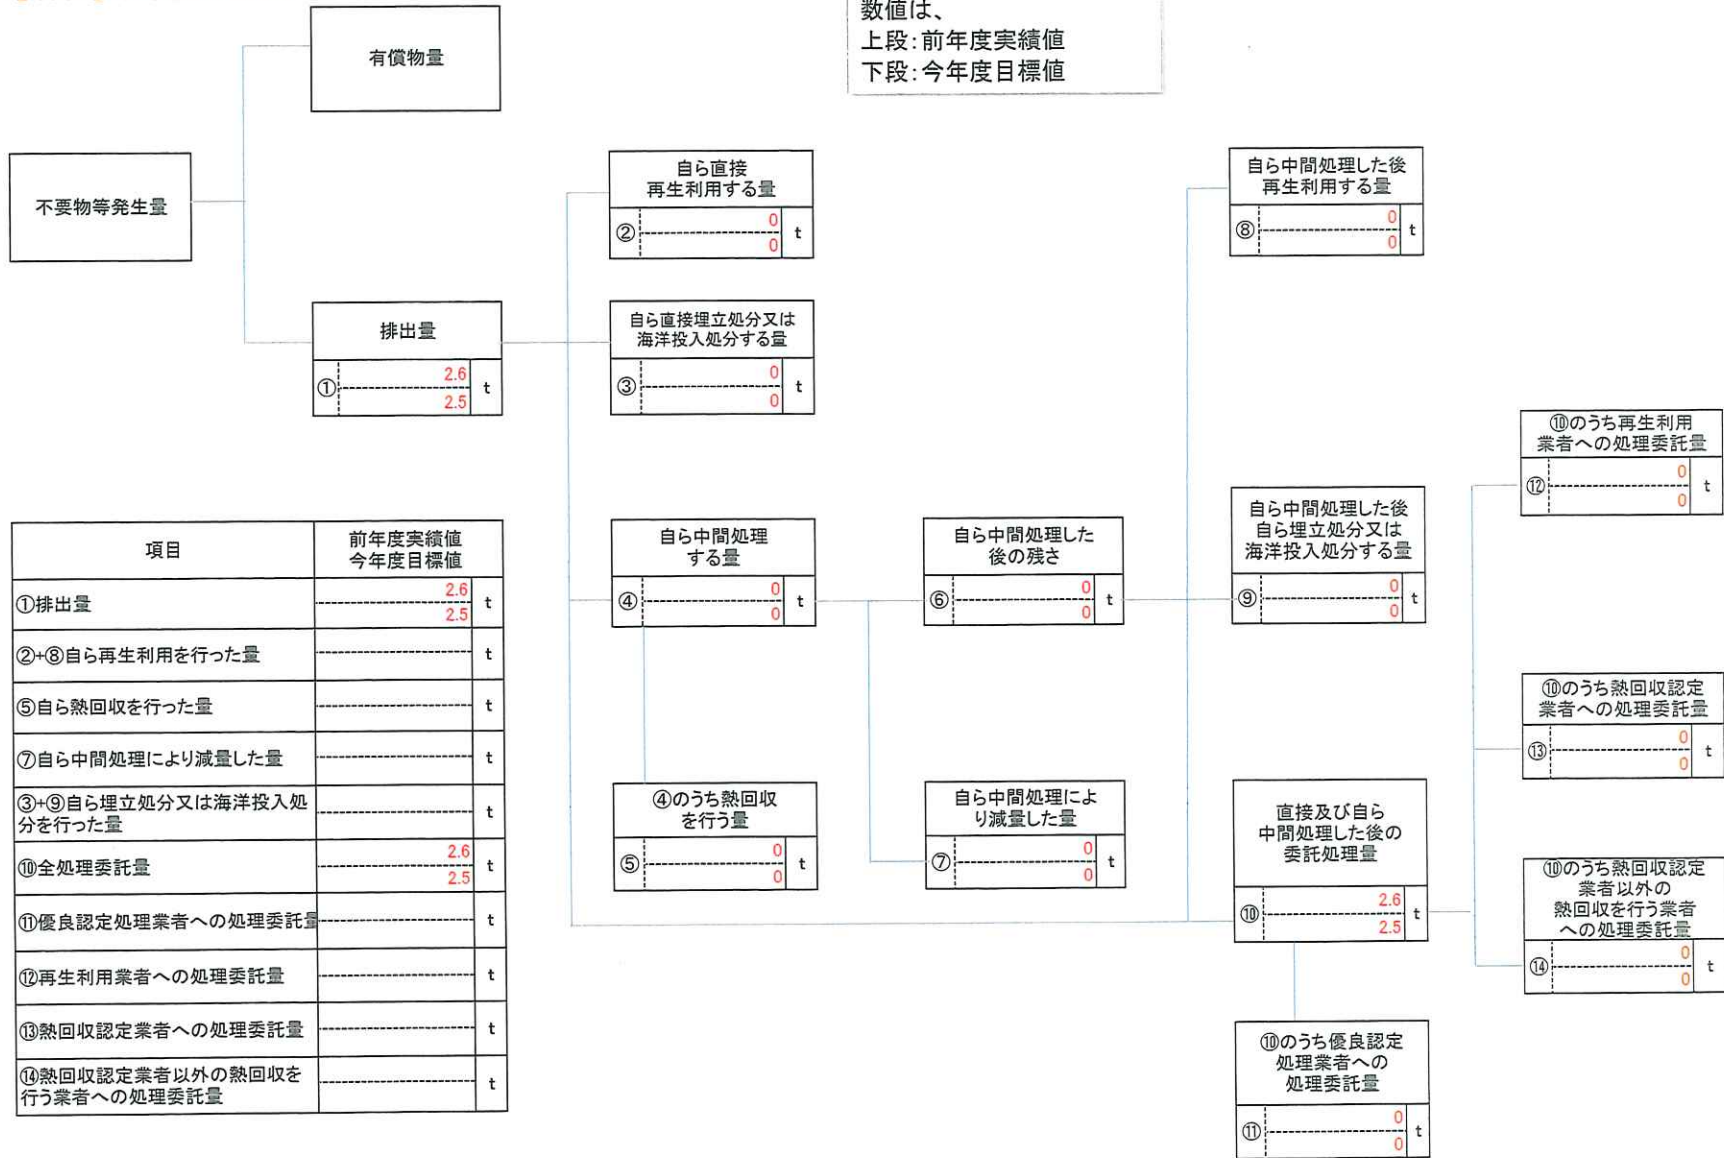 数値は、
上段:前年度実績値
下段:今年度目標値
有償物量
不要物等発生量
排出量
① 2.6 t
2.5
自ら直接
再生利用する量
② 0 t
0
自ら直接埋立処分又は
海洋投入処分する量
③ 0 t
0
自ら中間処理
する量
④ 0 t
0
④のうち熱回収
を行う量
⑤ 0 t
0
自ら中間処理した
後の残さ
⑥ 0 t
0
自ら中間処理によ
り減量した量
⑦ 0 t
0
自ら中間処理した後
再生利用する量
⑧ 0 t
0
自ら中間処理した後
自ら埋立処分又は
海洋投入処分する量
⑨ 0 t
0
直接及び自ら
中間処理した後の
委託処理量
⑩ 2.6 t
2.5
⑩のうち優良認定
処理業者への
処理委託量
⑪ 0 t
0
⑩のうち再生利用
業者への処理委託量
⑫ 0 t
0
⑩のうち熱回収認定
業者への処理委託量
⑬ 0 t
0
⑩のうち熱回収認定
業者以外の
熱回収を行う業者
への処理委託量
⑭ 0 t
0
項目 前年度実績値
今年度目標値
①排出量 2.6 t
2.5
②+⑧自ら再生利用を行った量 t
⑤自ら熱回収を行った量 t
⑦自ら中間処理により減量した量 t
③+⑨自ら埋立処分又は海洋投入処
分を行った量 t
⑩全処理委託量 2.6 t
2.5
⑪優良認定処理業者への処理委託量 t
⑫再生利用業者への処理委託量 t
⑬熱回収認定業者への処理委託量 t
⑭熱回収認定業者以外の熱回収を
行う業者への処理委託量 t